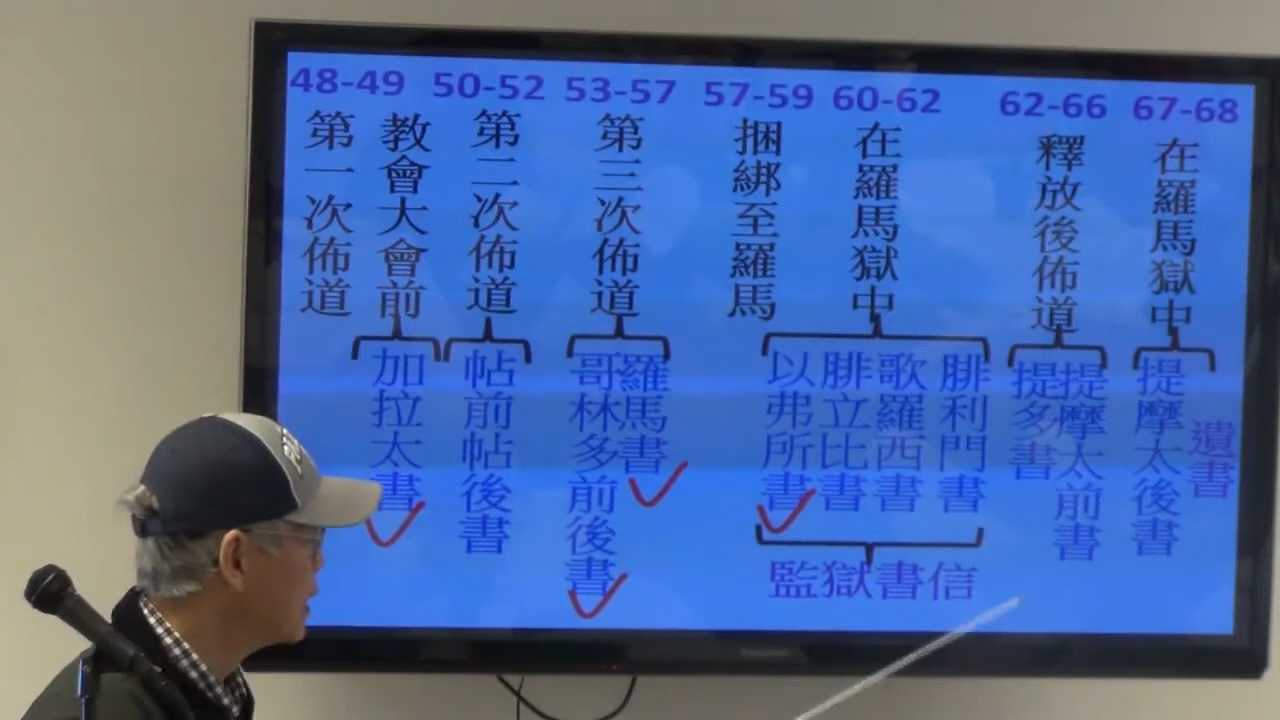 48-49 50-52 53-57 57-59 60-62 62-66 67-68
第一次佈道
教會大會前
第二次佈道
第三次佈道
捆綁至羅馬
在羅馬獄中
釋放後佈道
在羅馬獄中
加拉太書
帖前帖後書
哥林多前後書
羅馬書
以弗所書
腓立比書
歌羅西書
腓利門書
提多書
提摩太前書
提摩太後書
遺書
監獄書信